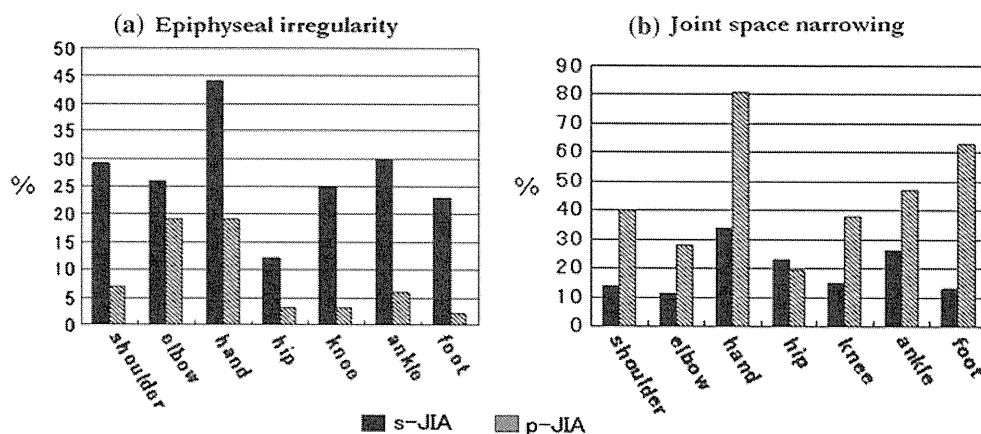 (a) Epiphyseal irregularity
50
45
40
35
30
25
20
15
10
5
0
%
shoulder
elbow
hand
hip
knee
ankle
foot
(b) Joint space narrowing
90
80
70
60
50
40
30
20
10
0
%
shoulder
elbow
hand
hip
knee
ankle
foot
s-JIA
p-JIA